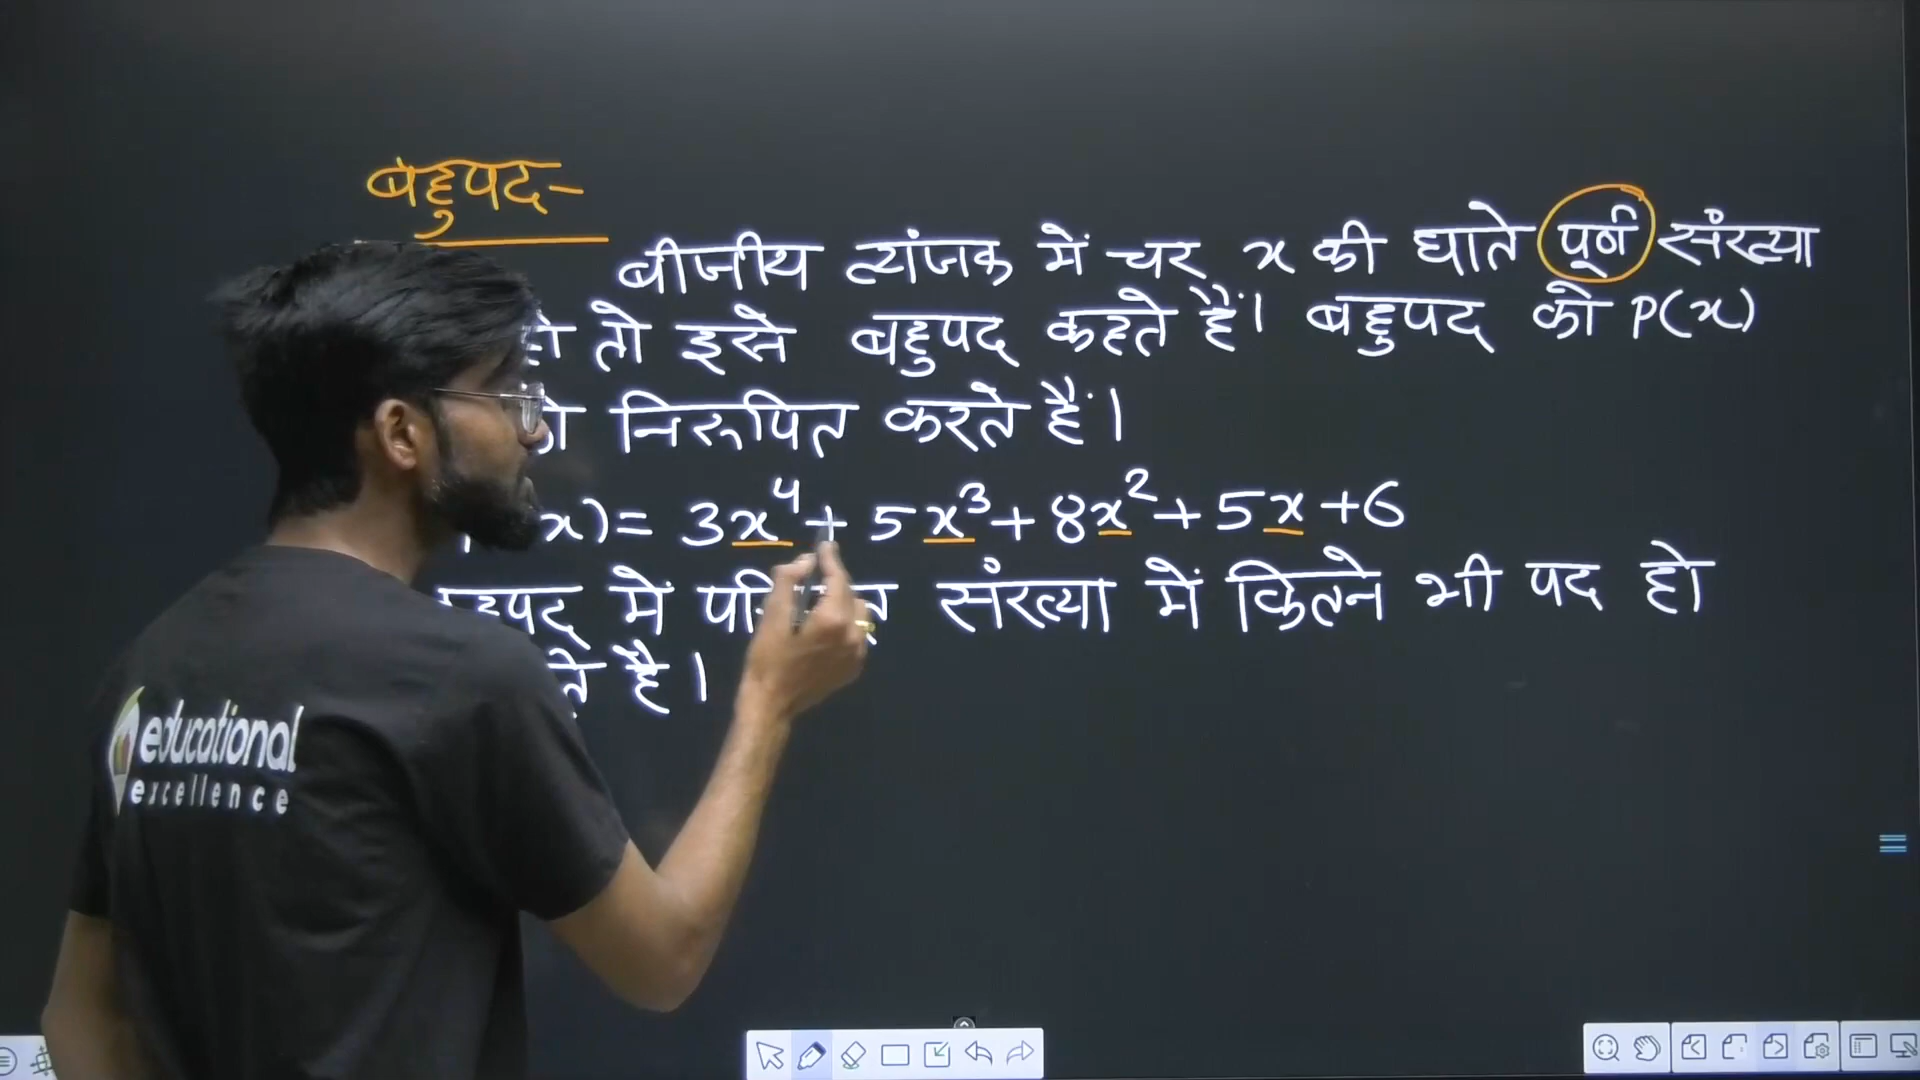 बहुपद-
बीजीय व्यंजक में चर x की घाते पूर्ण संख्या
हो तो इसे बहुपद कहते हैं। बहुपद को P(x)
निरूपित करते हैं।
x)= 3x⁴+ 5x³+ 8x²+ 5x +6
में संख्या में कितने भी पद हो
है।
educational
excellence